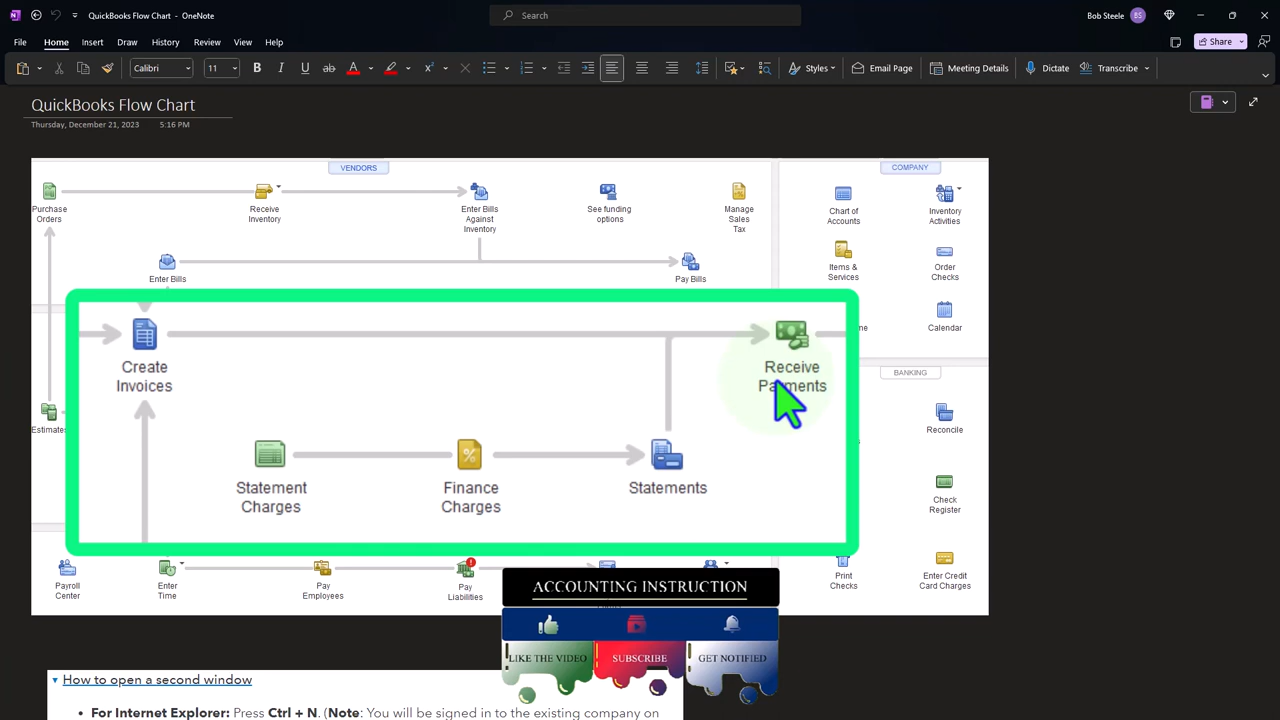 QuickBooks Flow Chart - OneNote
Search
Bob Steele
BS
File
Home
Insert
Draw
History
Review
View
Help
Share
Calibri
11
B
I
U
ab
Styles
Email Page
Meeting Details
Dictate
Transcribe
QuickBooks Flow Chart
Thursday, December 21, 2023
5:16 PM
VENDORS
Purchase
Orders
Receive
Inventory
Enter Bills
Against
Inventory
See funding
options
Manage
Sales
Tax
Enter Bills
Pay Bills
COMPANY
Chart of
Accounts
Inventory
Activities
Items &
Services
Order
Checks
Calendar
Create
Invoices
Receive
Payments
Statement
Charges
Finance
Charges
Statements
Estimates
BANKING
Reconcile
Check
Register
Print
Checks
Enter Credit
Card Charges
Payroll
Center
Enter
Time
Pay
Employees
Pay
Liabilities
ACCOUNTING INSTRUCTION
LIKE THE VIDEO
SUBSCRIBE
GET NOTIFIED
How to open a second window
• For Internet Explorer: Press Ctrl + N. (Note: You will be signed in to the existing company on